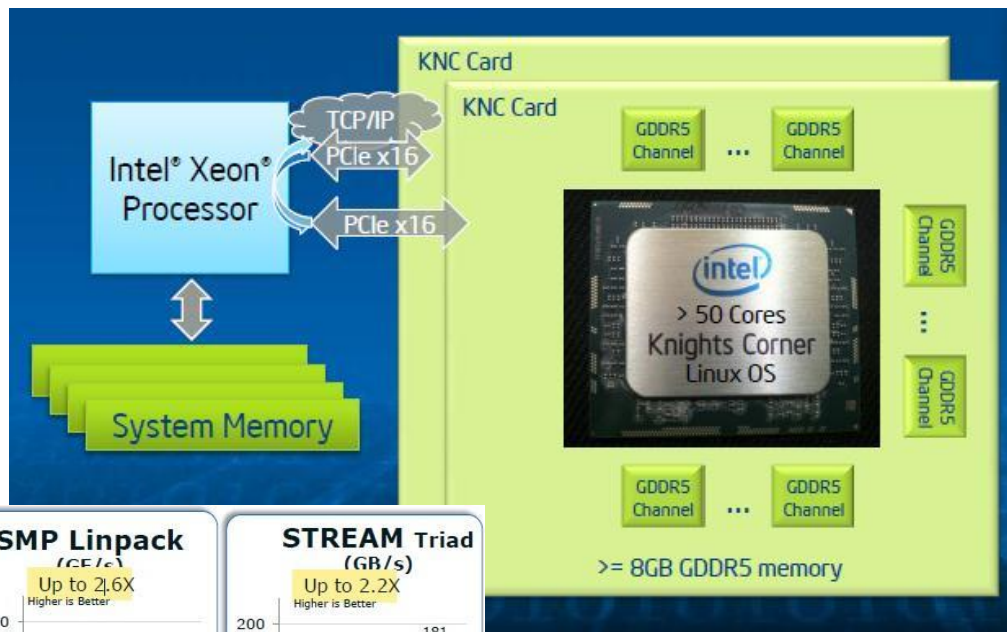 KNC Card
KNC Card
TCP/IP
PCIe x16
PCIe x16
Intel® Xeon®
Processor
System Memory
GDDR5
Channel
...
GDDR5
Channel
GDDR5
Channel
...
GDDR5
Channel
intel
> 50 Cores
Knights Corner
Linux OS
GDDR5
Channel
...
GDDR5
Channel
>= 8GB GDDR5 memory
SMP Linpack
Up to 2.6X
Higher is Better
STREAM Triad
(GB/s)
Up to 2.2X
Higher is Better
200
181